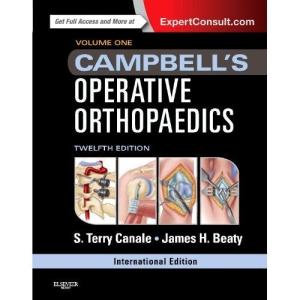 Get Full Access and More at
ExpertConsult.com
VOLUME ONE
CAMPBELL'S
OPERATIVE
ORTHOPAEDICS
TWELFTH EDITION
S. Terry Canale • James H. Beaty
International Edition
ELSEVIER